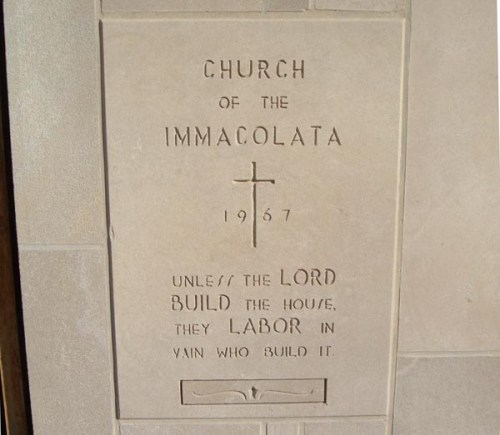 CHURCH
OF THE
IMMACOLATA
1967
UNLESS THE LORD
BUILD THE HOUSE,
THEY LABOR IN
VAIN WHO BUILD IT.